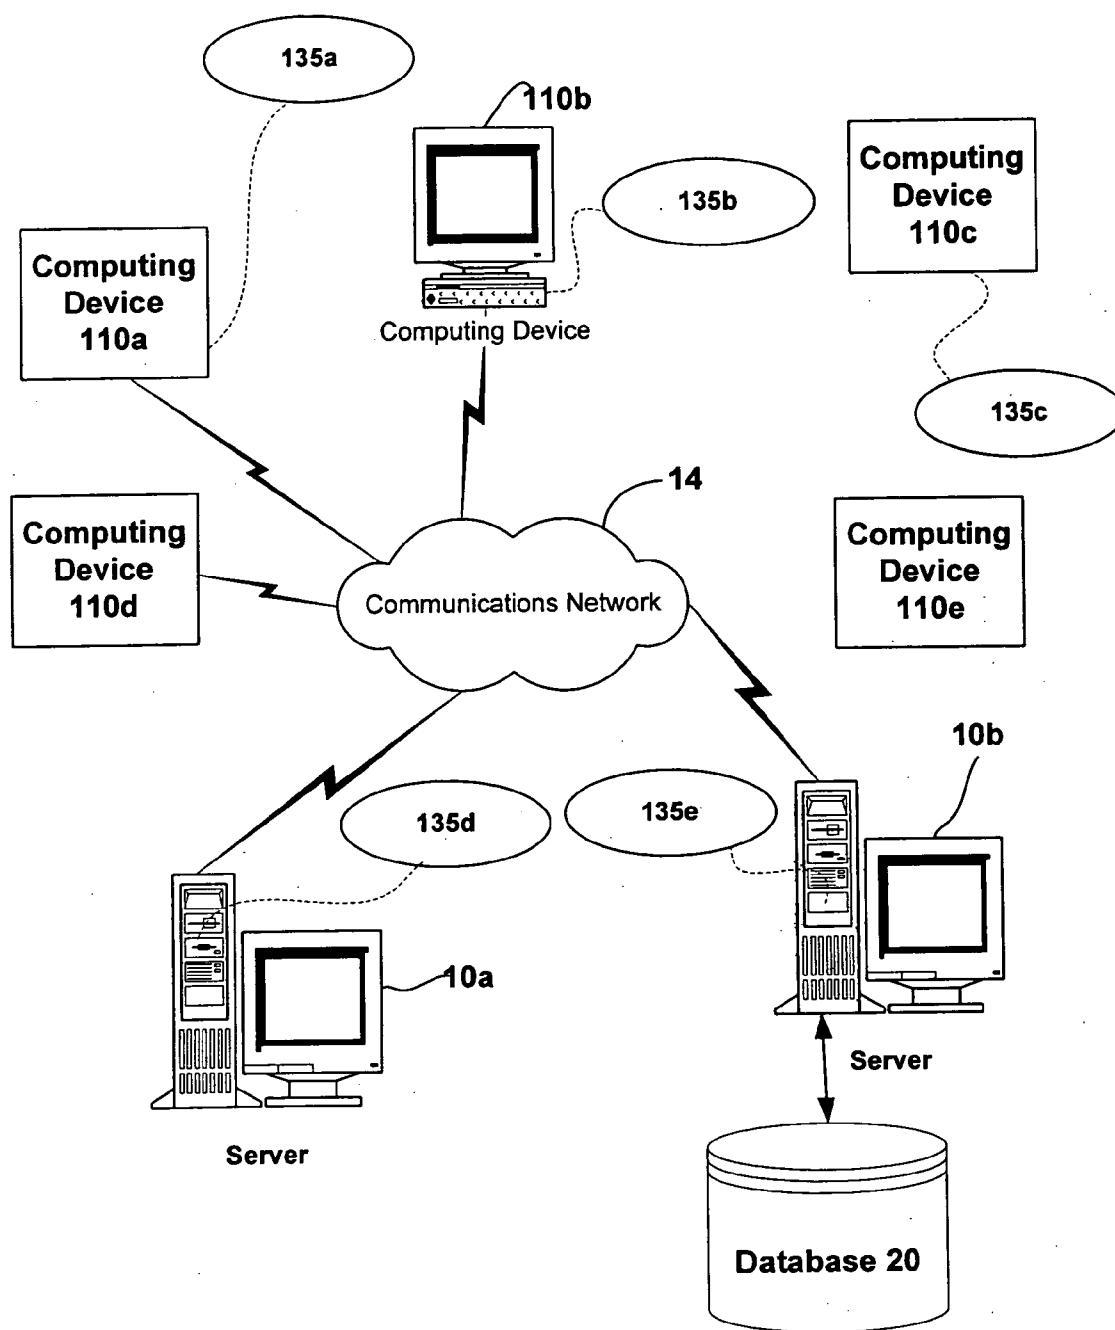 135a
110b
Computing
Device
110c
135b
Computing
Device
110a
Computing Device
135c
14
Computing
Device
110d
Computing
Device
110e
Communications Network
10b
135d
135e
10a
Server
Server
Database 20